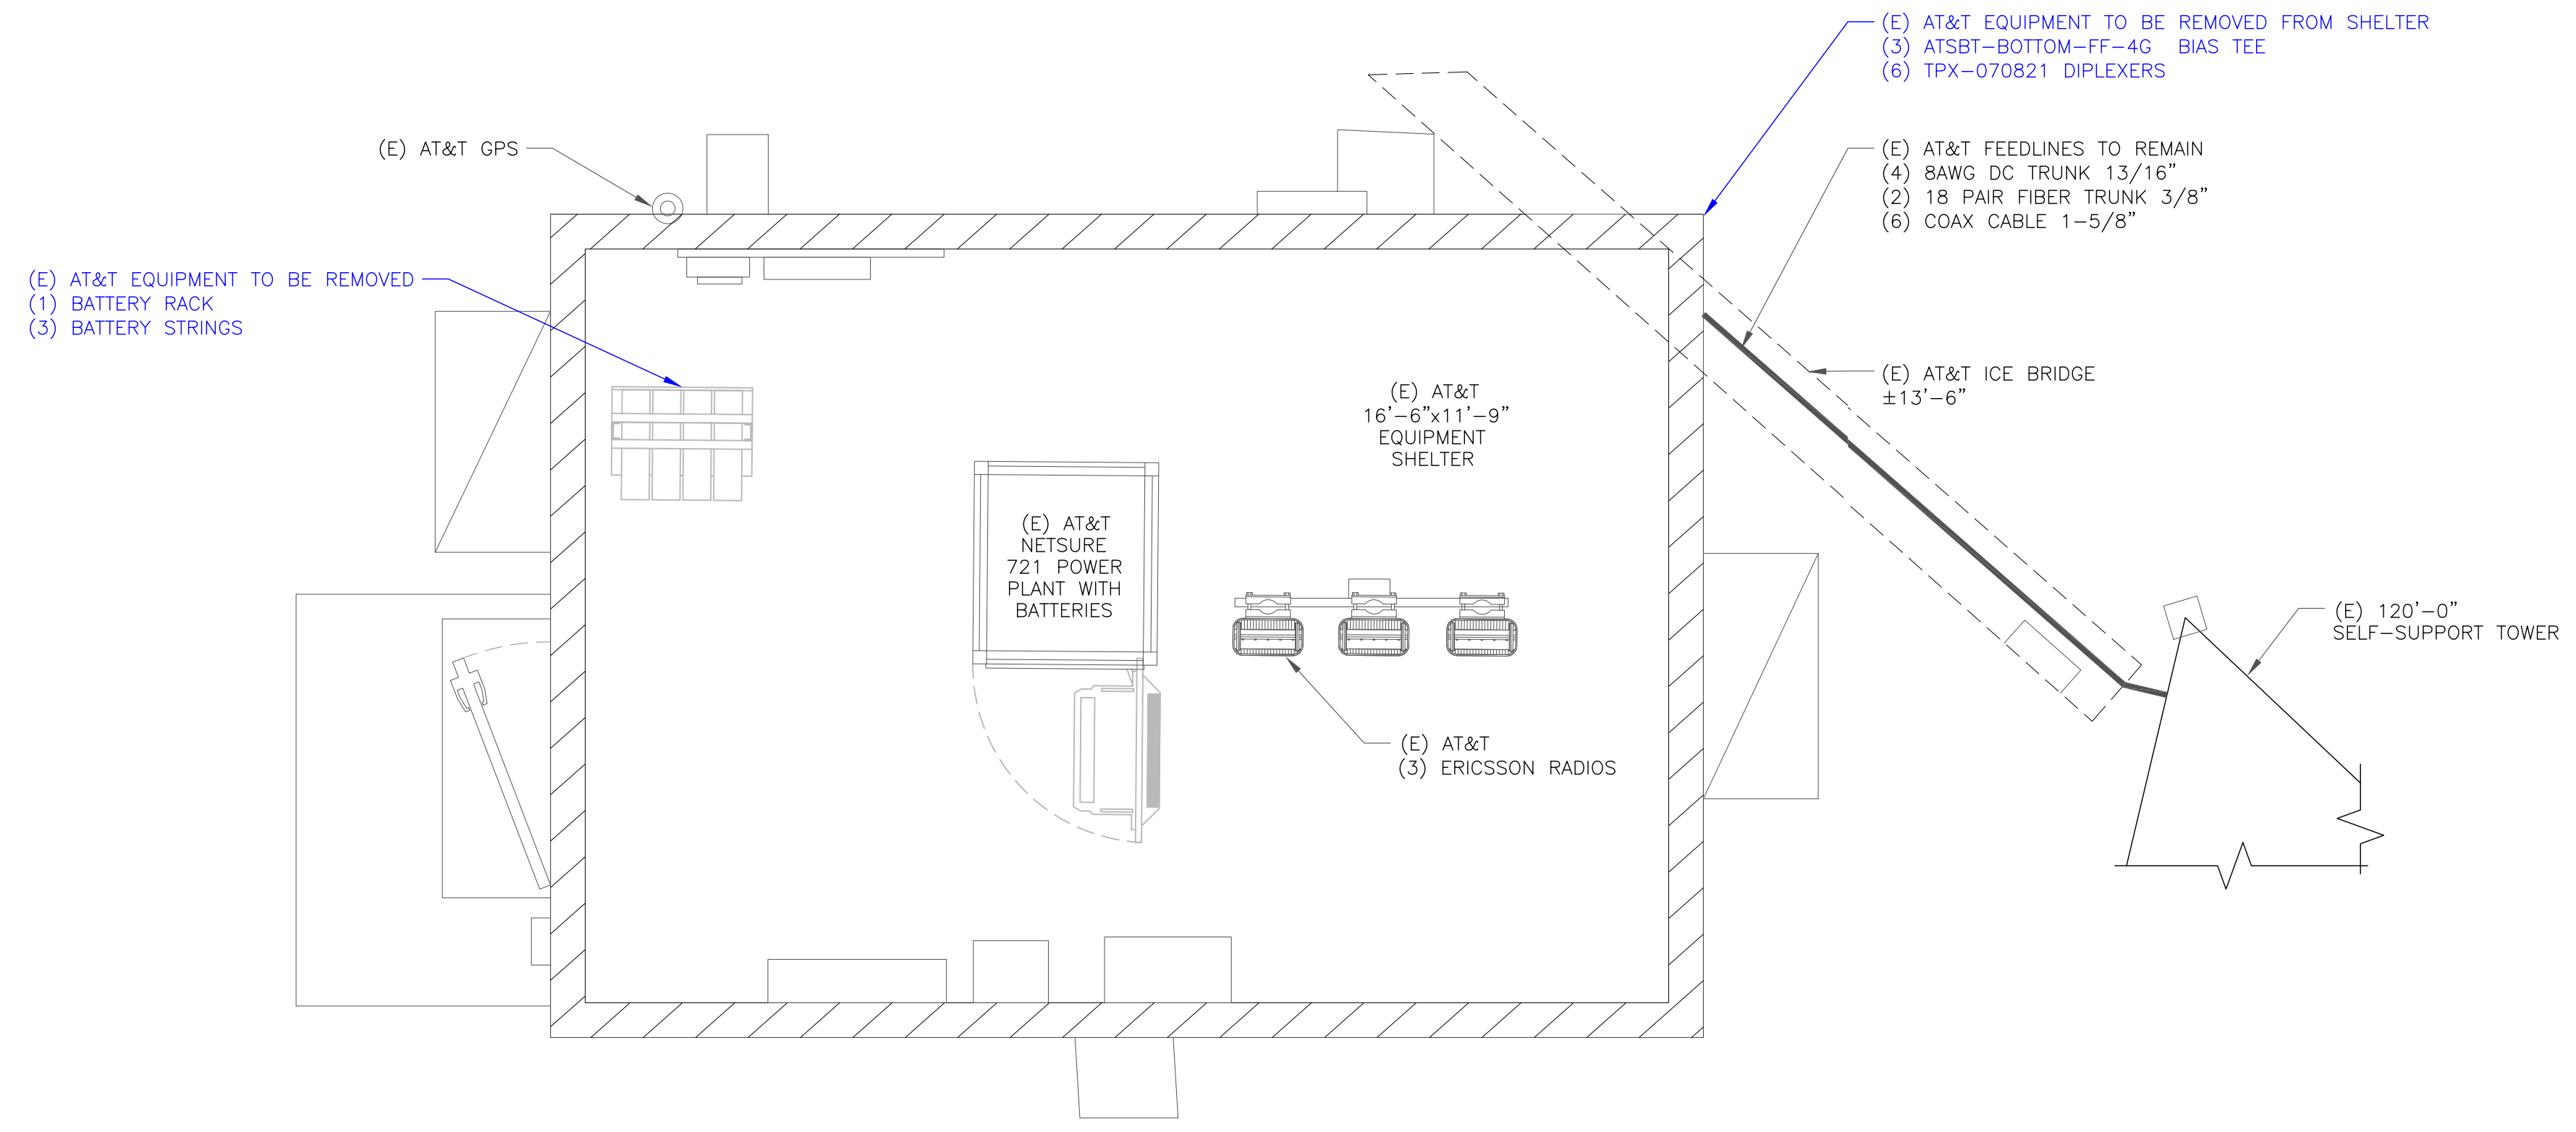 (E) AT&T EQUIPMENT TO BE REMOVED FROM SHELTER
(3) ATSBT-BOTTOM-FF-4G BIAS TEE
(6) TPX-070821 DIPLEXERS
(E) AT&T GPS
(E) AT&T FEEDLINES TO REMAIN
(4) 8AWG DC TRUNK 13/16"
(2) 18 PAIR FIBER TRUNK 3/8"
(6) COAX CABLE 1-5/8"
(E) AT&T EQUIPMENT TO BE REMOVED
(1) BATTERY RACK
(3) BATTERY STRINGS
(E) AT&T ICE BRIDGE
±13'-6"
(E) AT&T
16'-6"x11'-9"
EQUIPMENT
SHELTER
(E) AT&T
NETSURE
721 POWER
PLANT WITH
BATTERIES
(E) 120'-0"
SELF-SUPPORT TOWER
(E) AT&T
(3) ERICSSON RADIOS